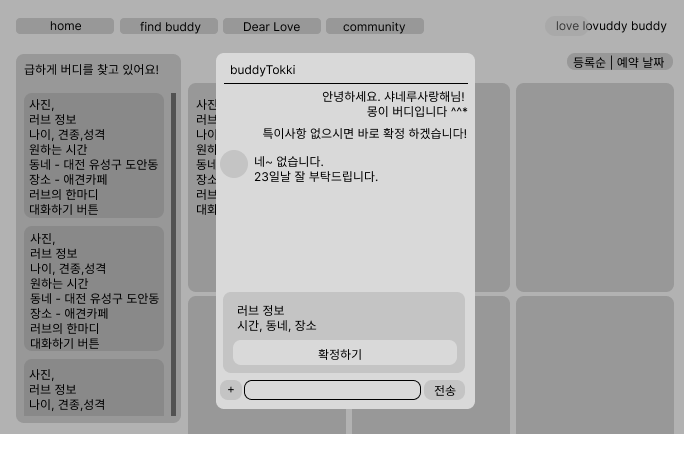 home
find buddy
Dear Love
community
love lovuddy buddy
등록순 | 예약 날짜
급하게 버디를 찾고 있어요!
사진,
러브 정보
나이, 견종,성격
원하는 시간
동네 - 대전 유성구 도안동
장소 - 애견카페
러브의 한마디
대화하기 버튼
사진,
러브 정보
나이, 견종,성격
원하는 시간
동네 - 대전 유성구 도안동
장소 - 애견카페
러브의 한마디
대화하기 버튼
사진,
러브 정보
나이, 견종,성격
사진
러브
나이
원하
동네
장소
러브
대화
buddyTokki
안녕하세요. 샤네루사랑해님!
몽이 버디입니다 ^^*
특이사항 없으시면 바로 확정 하겠습니다!
네~ 없습니다.
23일날 잘 부탁드립니다.
러브 정보
시간, 동네, 장소
확정하기
+
전송